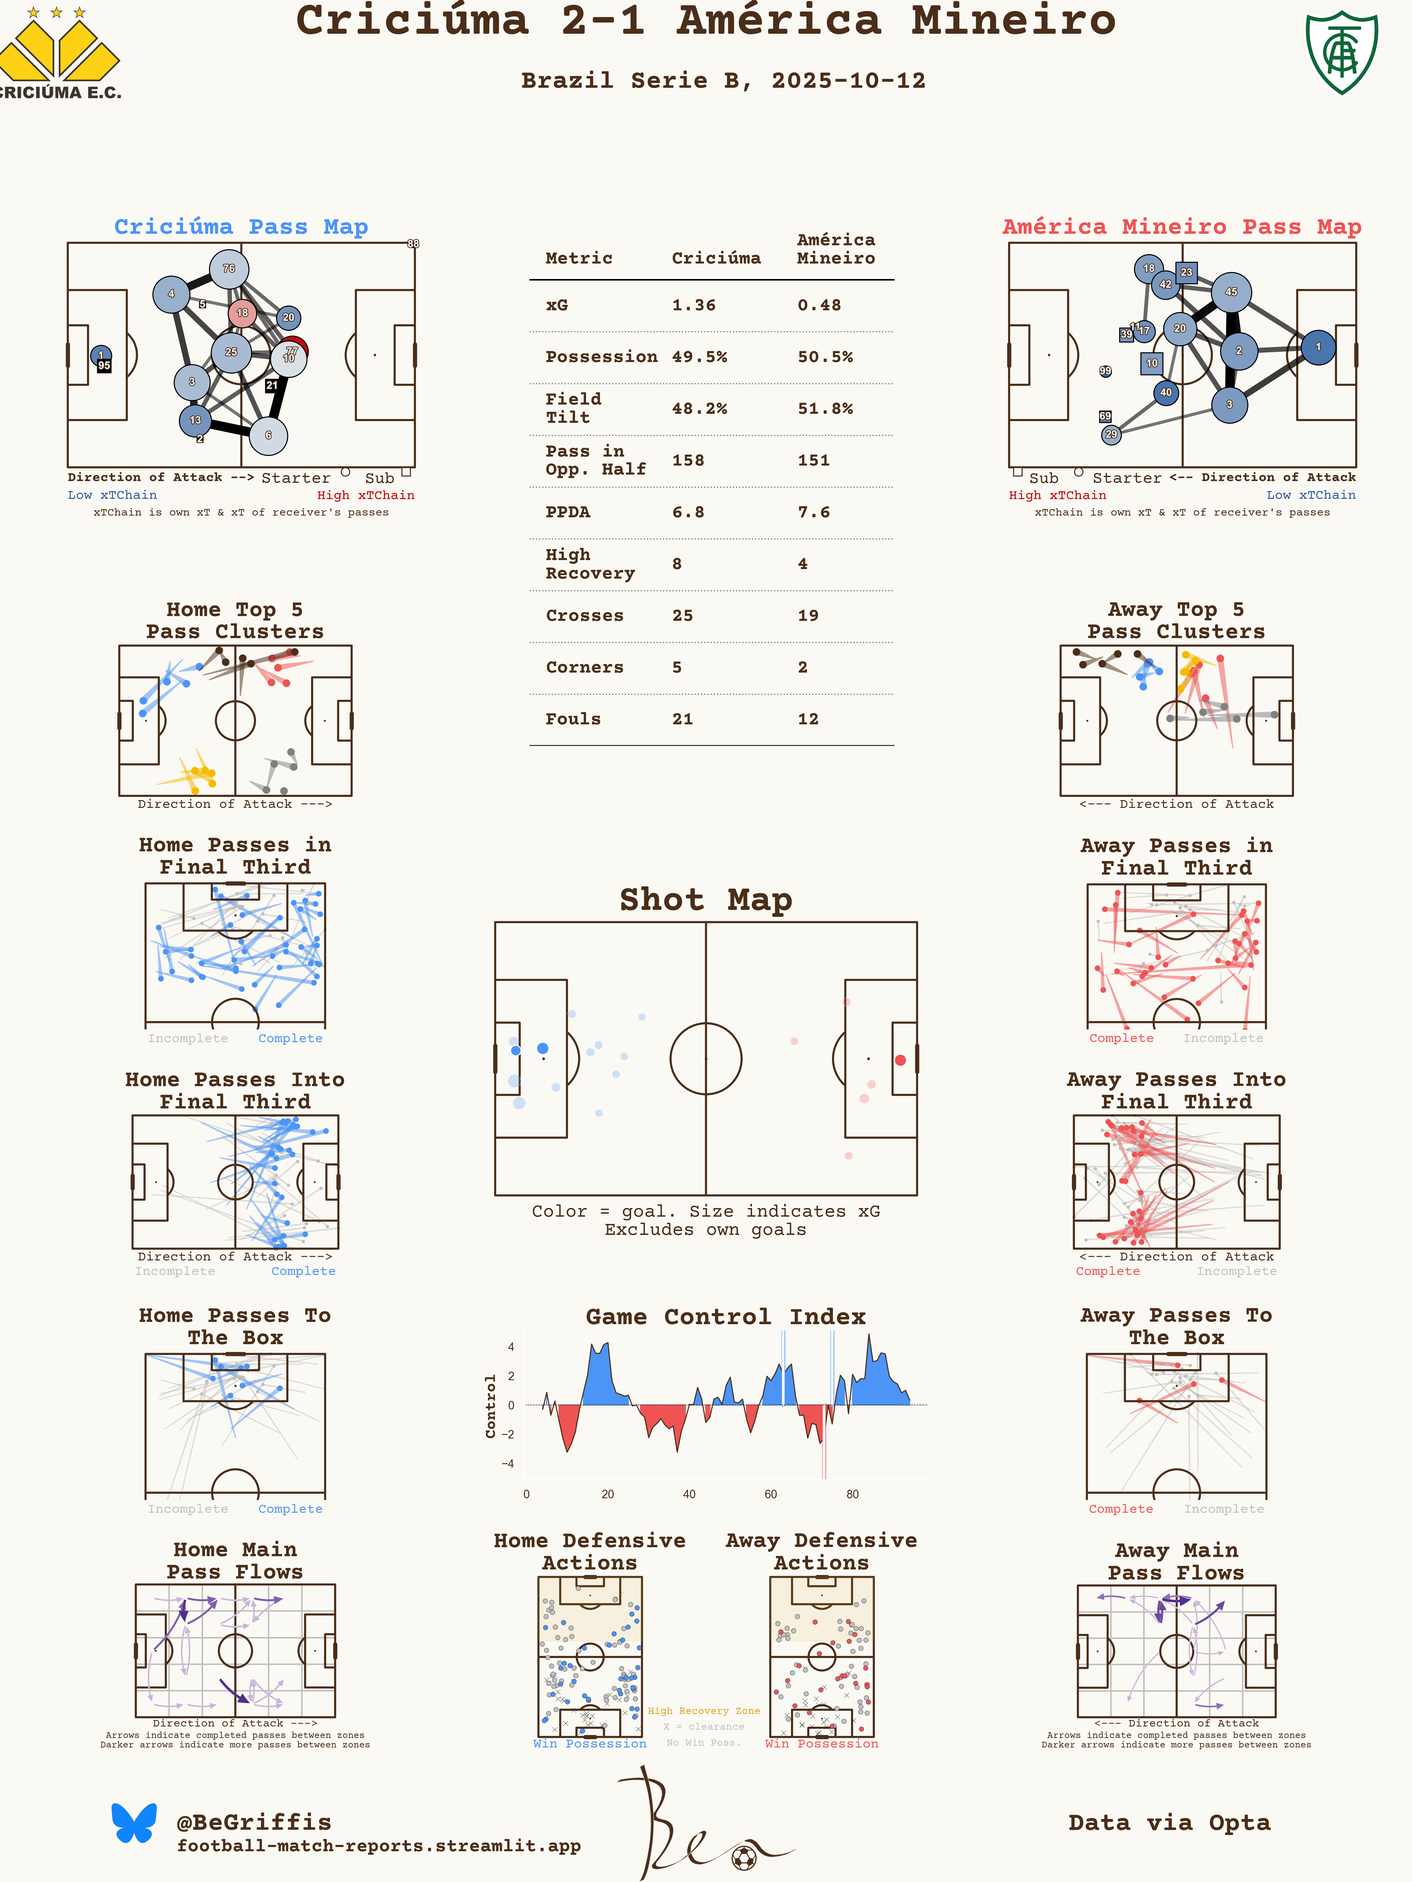 Criciúma 2-1 América Mineiro
Brazil Serie B, 2025-10-12
CRICIÚMA E.C.
Criciúma Pass Map
88
76
4
5
18
20
25
77
10
1
95
3
21
13
2
6
Direction of Attack --> Starter Sub
Low xTChain High xTChain
xTChain is own xT & xT of receiver's passes
Metric Criciúma América Mineiro
xG 1.36 0.48
Possession 49.5% 50.5%
Field Tilt 48.2% 51.8%
Pass in Opp. Half 158 151
PPDA 6.8 7.6
High Recovery 8 4
Crosses 25 19
Corners 5 2
Fouls 21 12
América Mineiro Pass Map
18
23
42
45
11
39
17
20
2
1
10
99
40
3
69
29
Sub Starter <-- Direction of Attack
High xTChain Low xTChain
xTChain is own xT & xT of receiver's passes
Home Top 5
Pass Clusters
Direction of Attack --->
Away Top 5
Pass Clusters
<--- Direction of Attack
Home Passes in
Final Third
Incomplete Complete
Away Passes in
Final Third
Complete Incomplete
Shot Map
Color = goal. Size indicates xG
Excludes own goals
Home Passes Into
Final Third
Direction of Attack --->
Incomplete Complete
Away Passes Into
Final Third
<--- Direction of Attack
Complete Incomplete
Home Passes To
The Box
Incomplete Complete
Game Control Index
Control
4
2
0
−2
−4
0 20 40 60 80
Away Passes To
The Box
Complete Incomplete
Home Main
Pass Flows
Direction of Attack --->
Arrows indicate completed passes between zones
Darker arrows indicate more passes between zones
Home Defensive
Actions
Win Possession
Away Defensive
Actions
Win Possession
High Recovery Zone
X = clearance
No Win Poss.
Away Main
Pass Flows
<--- Direction of Attack
Arrows indicate completed passes between zones
Darker arrows indicate more passes between zones
@BeGriffis
football-match-reports.streamlit.app
Ben
Data via Opta